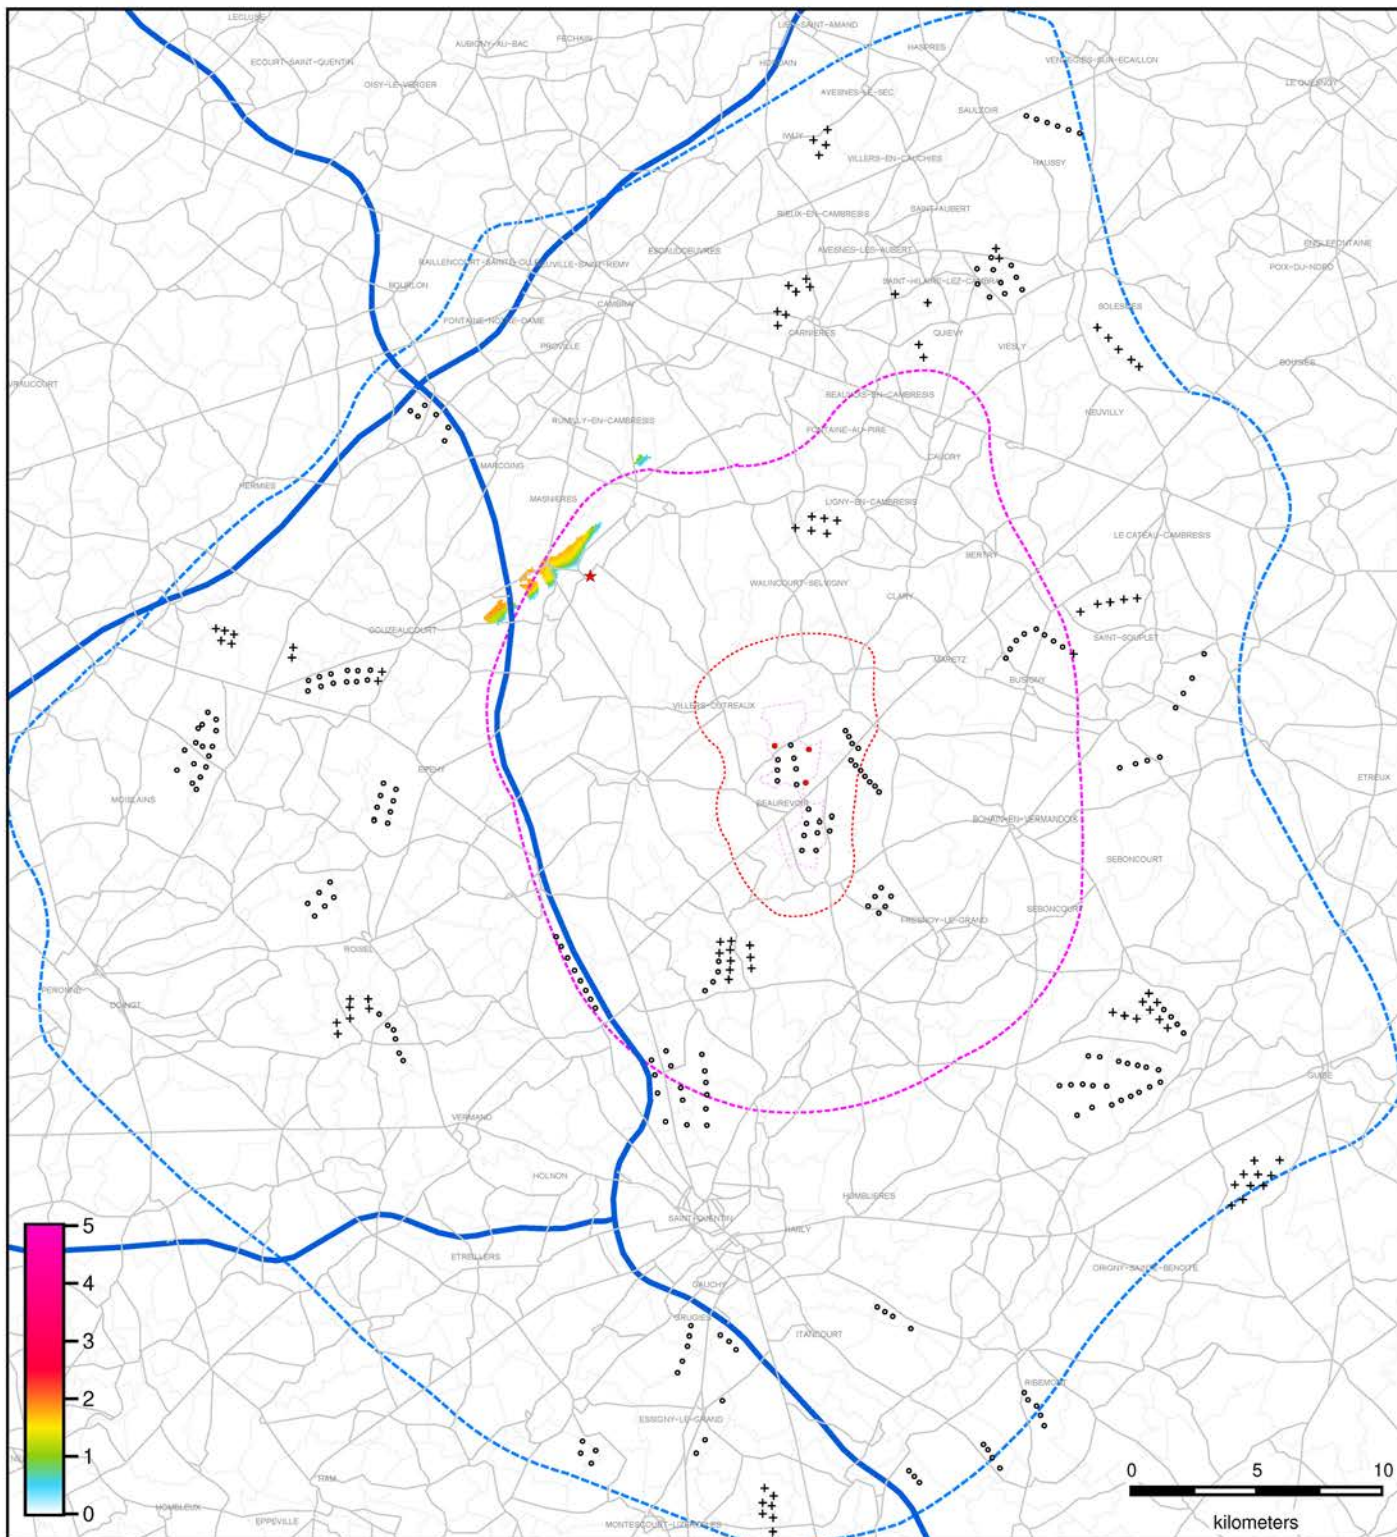 LECLUSE
LIEU-SAINT-AMAND
AUBIGNY-AU-BAC
FECHAIN
HASPRES
ECOURT-SAINT-QUENTIN
HORDAIN
VENDEGIES-SUR-ECAILLON
OISY-LE-VERGER
LE QUESNOY
AVESNES-LE-SEC
SAULZOIR
IWUY
VILLERS-EN-CAUCHIES
HAUSSY
RIEUX-EN-CAMBRESIS
SAINT-AUBERT
ENGLEFONTAINE
ESCAUDOEUVRES
AVESNES-LES-AUBERT
POIX-DU-NORD
BOURLON
CAMBRAI
SOLESMES
FONTAINE-NOTRE-DAME
CARNIERES
QUIEVY
VIESLY
PROVILLE
BOUSIES
VRAUCOURT
BEAUVOIS-EN-CAMBRESIS
NEUVILLY
RUMILLY-EN-CAMBRESIS
FONTAINE-AU-PIRE
CAUDRY
MARCOING
HERMIES
MASNIERES
LIGNY-EN-CAMBRESIS
LE CATEAU-CAMBRESIS
BERTRY
WALINCOURT-SELVIGNY
CLARY
GOUZEAUCOURT
SAINT-SOUPLET
MARETZ
BUSIGNY
VILLERS-OUTREAUX
EPEHY
ETREUX
MOISLAINS
BEAUREVOIR
BOHAIN-EN-VERMANDOIS
SEBONCOURT
SEBONCOURT
FRESNOY-LE-GRAND
ROISEL
PERONNE
DOINGT
GUISE
VERMAND
HOLNON
HOMBLIERES
SAINT-QUENTIN
HARLY
ETREILLERS
ORIGNY-SAINTE-BENOITE
GAUCHY
GRUGIES
ITANCOURT
RIBEMONT
ESSIGNY-LE-GRAND
HAM
HOMBLEUX
EPPEVILLE
MONTESCOURT-LIZEROLLES
5
4
3
2
1
0
0 5 10
kilometers